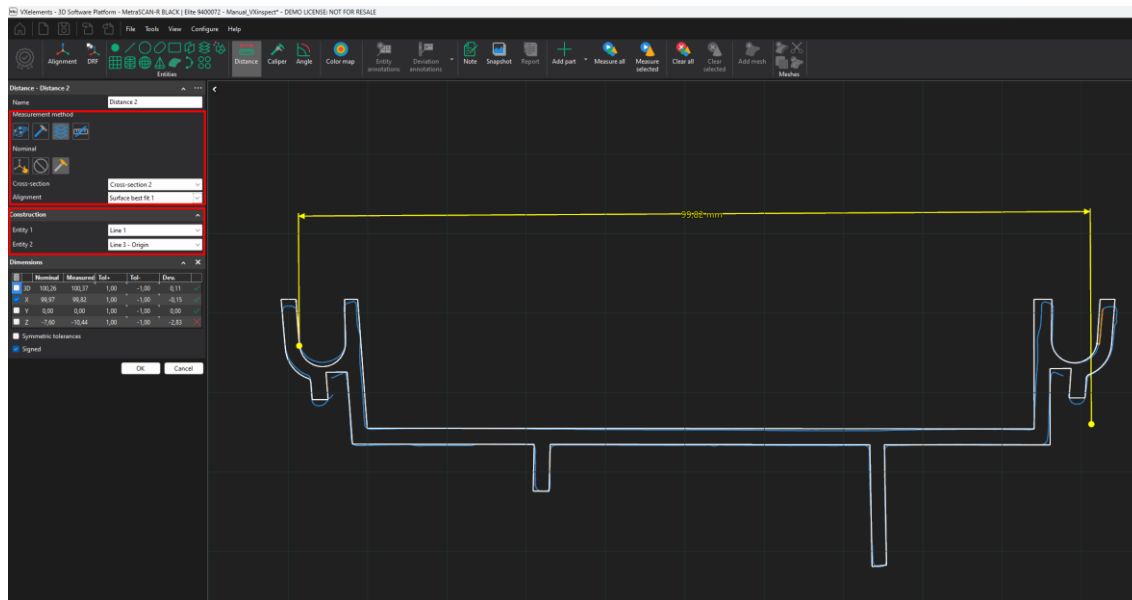 VXelements - 3D Software Platform - MetraSCAN-R BLACK | Elite 9400072 - Manual_VXinspect* - DEMO LICENSE: NOT FOR RESALE
File Tools View Configure Help
Alignment DRF Entities Distance Caliper Angle Color map Entity annotations Deviation annotations Note Snapshot Report Add part Measure all Measure selected Clear all Clear selected Add mesh Meshes
Distance - Distance 2
Name Distance 2
Measurement method
Nominal
Cross-section Cross-section 2
Alignment Surface best fit 1
Construction
Entity 1 Line 1
Entity 2 Line 3 - Origin
Dimensions
Nominal Measured Tol+ Tol- Dev.
3D 100,26 100,37 1,00 -1,00 0,11
X 99,97 99,82 1,00 -1,00 -0,15
Y 0,00 0,00 1,00 -1,00 0,00
Z -7,60 -10,44 1,00 -1,00 -2,83
Symmetric tolerances
Signed
OK Cancel
99,82 mm